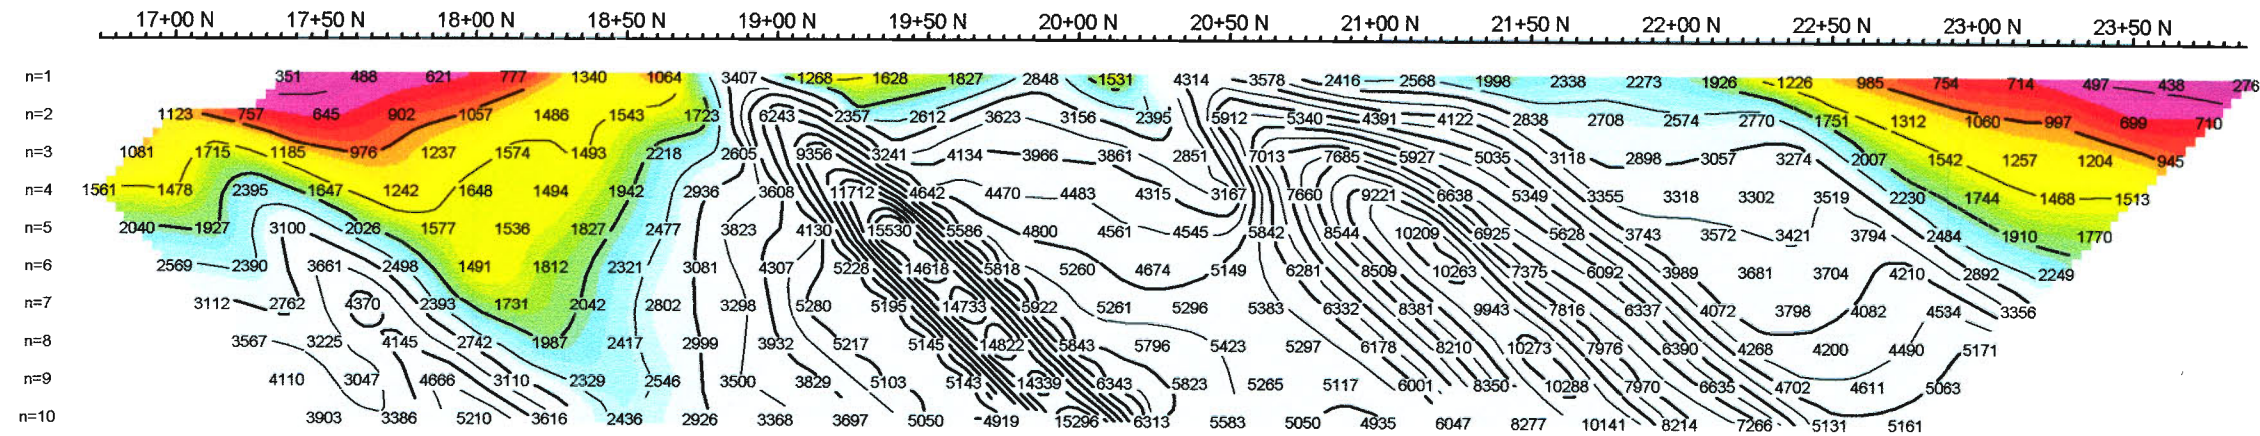 17+00 N 17+50 N 18+00 N 18+50 N 19+00 N 19+50 N 20+00 N 20+50 N 21+00 N 21+50 N 22+00 N 22+50 N 23+00 N 23+50 N
n=1 351 488 621 777 1340 1064 3407 1268 1628 1827 2848 1531 4314 3578 2416 2568 1998 2338 2273 1926 1226 985 754 714 497 438 276
n=2 1123 757 645 902 1057 1486 1543 1723 6243 2357 2612 3623 3156 2395 5912 5340 4391 4122 2838 2708 2574 2770 1751 1312 1060 997 699 710
n=3 1081 1715 1185 976 1237 1574 1493 2218 2605 9356 3241 4134 3966 3861 2851 7013 7685 5927 5035 3118 2898 3057 3274 2007 1542 1257 1204 945
n=4 1561 1478 2395 1647 1242 1648 1494 1942 2936 3608 11712 4642 4470 4483 4315 3167 7660 9221 6638 5349 3355 3318 3302 3519 2230 1744 1468 1513
n=5 2040 1927 3100 2026 1577 1536 1827 2477 3823 4130 15530 5586 4800 4561 4545 5842 8544 10209 6925 5628 3743 3572 3421 3794 2484 1910 1770
n=6 2569 2390 3661 2498 1491 1812 2321 3081 4307 5228 14618 5818 5260 4674 5149 6281 8509 10263 7375 6092 3989 3681 3704 4210 2892 2249
n=7 3112 2762 4370 2393 1731 2042 2802 3298 5280 5195 14733 5922 5261 5296 5383 6332 8381 9943 7816 6337 4072 3798 4082 4534 3356
n=8 3567 3225 4145 2742 1987 2417 2999 3932 5217 5145 14822 5843 5796 5423 5297 6178 8210 10273 7976 6390 4268 4200 4490 5171
n=9 4110 3047 4666 3110 2329 2546 3500 3829 5103 5143 14339 6343 5823 5265 5117 6001 8350 10288 7970 6635 4702 4611 5063
n=10 3903 3386 5210 3616 2436 2926 3368 3697 5050 4919 15296 6313 5583 5050 4935 6047 8277 10141 8214 7266 5131 5161